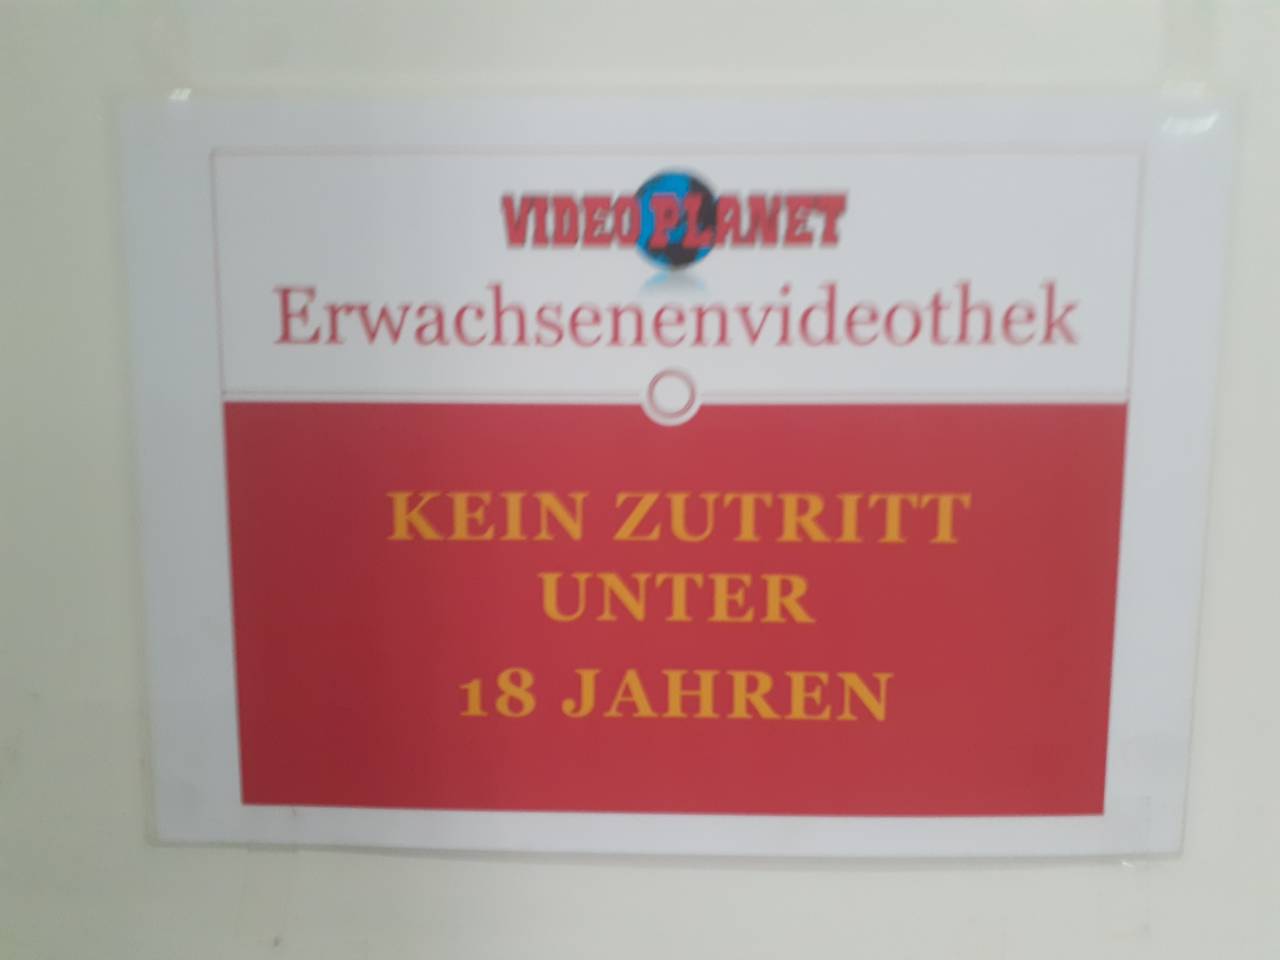 VIDEO PLANET
Erwachsenenvideothek
KEIN ZUTRITT
UNTER
18 JAHREN